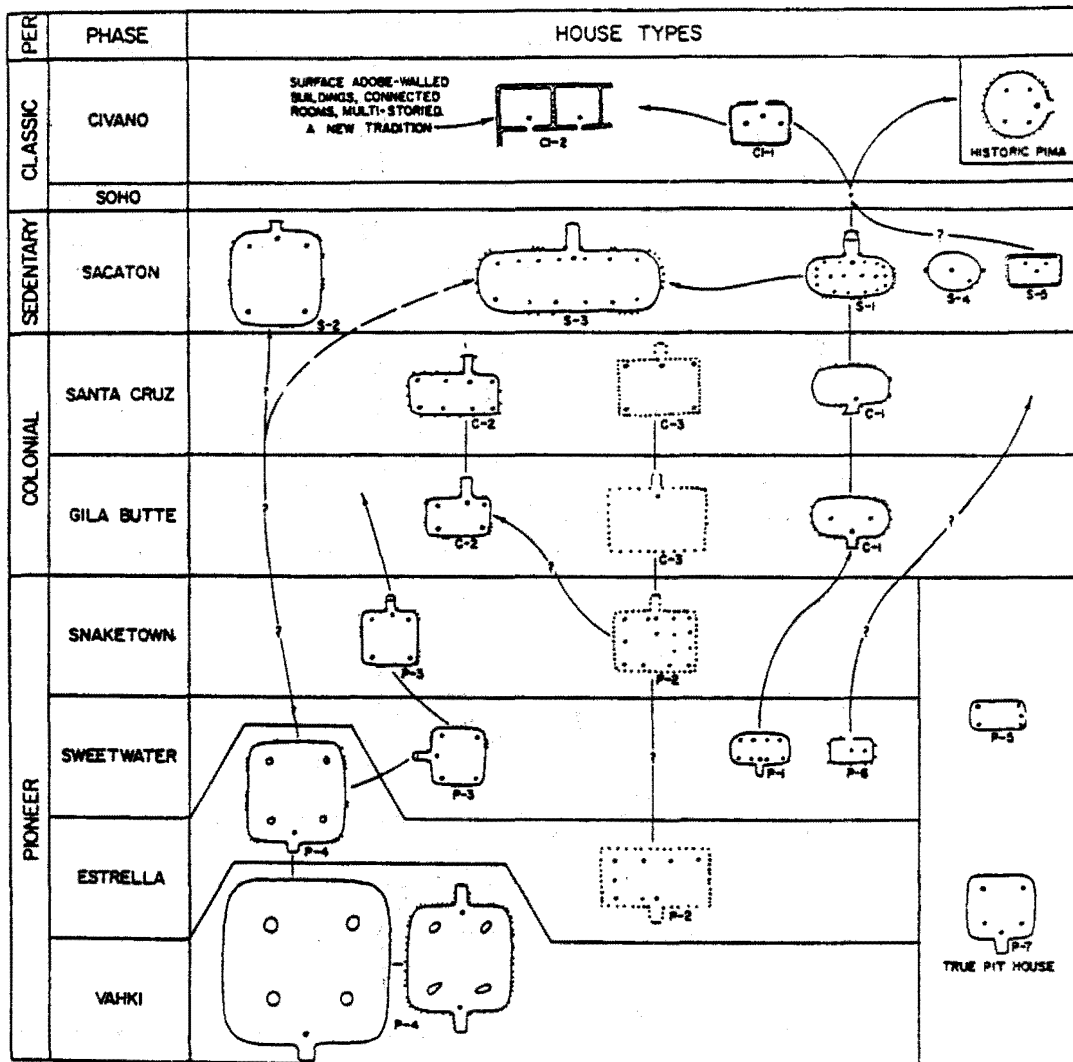 PER
PHASE
HOUSE TYPES
CLASSIC
CIVANO
SURFACE ADOBE-WALLED
BUILDINGS, CONNECTED
ROOMS, MULTI-STORIED.
A NEW TRADITION
CI-2
CI-1
HISTORIC PIMA
SOHO
SEDENTARY
SACATON
S-2
S-3
S-1
?
S-4
S-5
COLONIAL
SANTA CRUZ
?
C-2
C-3
C-1
GILA BUTTE
?
C-2
?
C-3
C-1
?
PIONEER
SNAKETOWN
?
P-3
P-2
?
SWEETWATER
?
P-4
P-3
?
P-1
P-6
P-5
ESTRELLA
P-2
P-7
TRUE PIT HOUSE
VAHKI
P-4